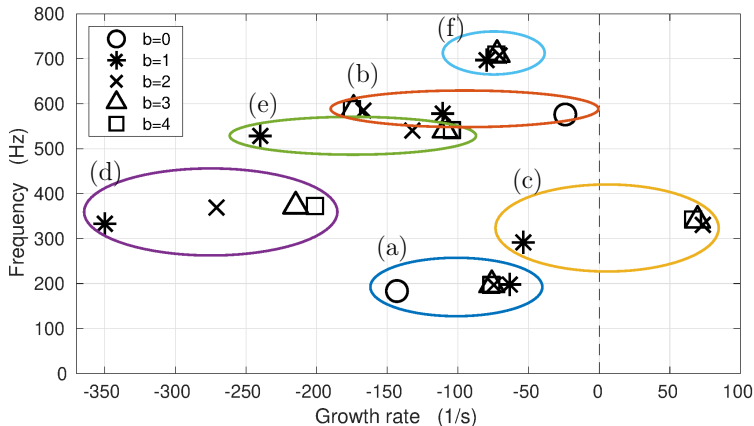 800
700
600
500
400
300
200
100
0
Frequency (Hz)
b=0
b=1
b=2
b=3
b=4
(f)
(b)
(e)
(d)
(c)
(a)
-350 -300 -250 -200 -150 -100 -50 0 50 100
Growth rate (1/s)